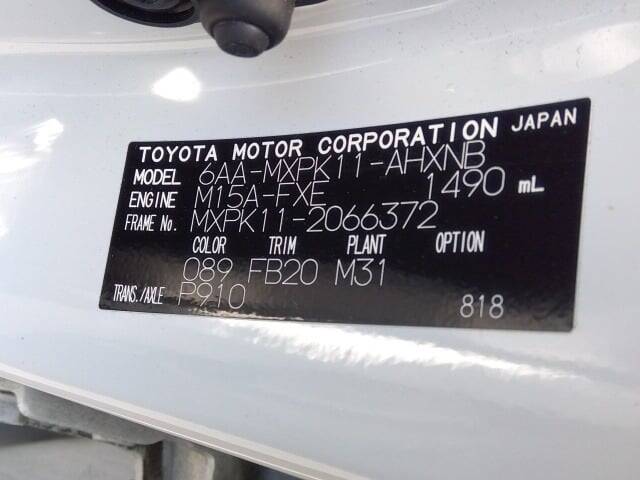 TOYOTA MOTOR CORPORATION JAPAN
MODEL 6AA-MXPK11-AHXNB
ENGINE M15A-FXE 1490 mL
FRAME No. MXPK11-2066372
COLOR TRIM PLANT OPTION
089 FB20 M31
TRANS./AXLE P910 818